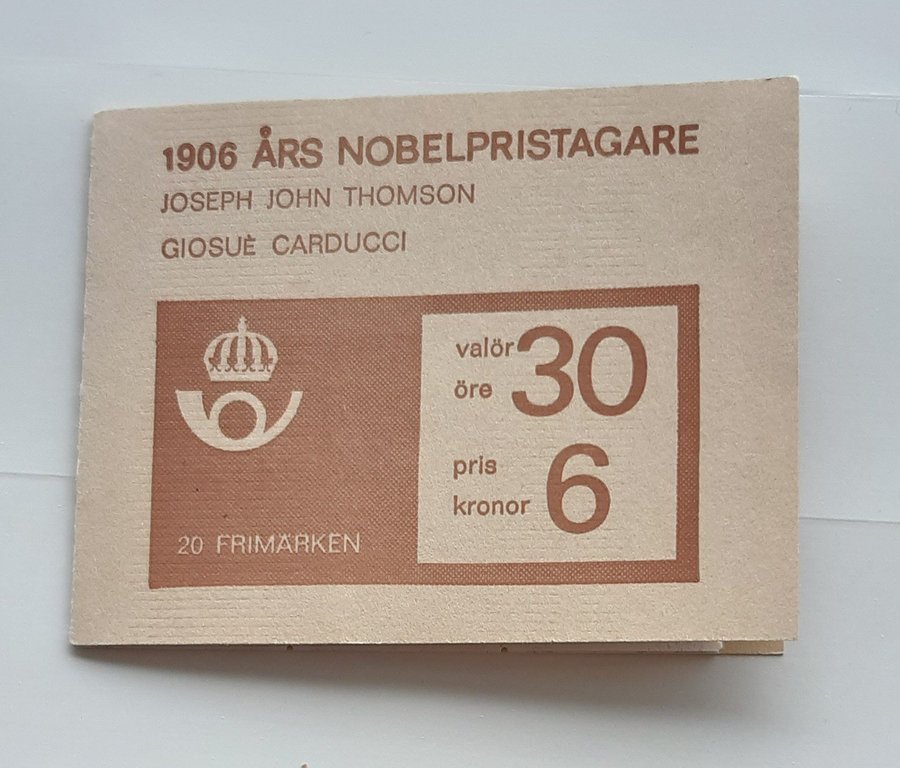 1906 ÅRS NOBELPRISTAGARE
JOSEPH JOHN THOMSON
GIOSUÈ CARDUCCI
valör
öre 30
pris
kronor 6
20 FRIMÄRKEN